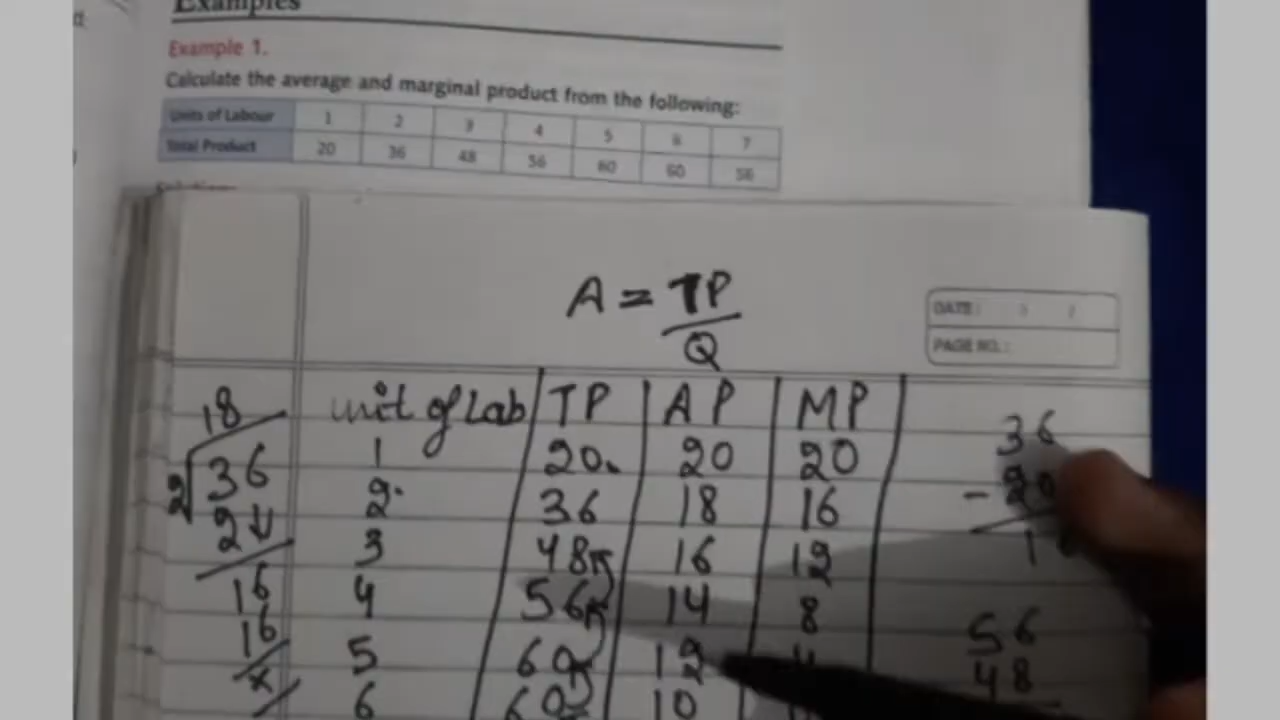 Examples
Example 1.
Calculate the average and marginal product from the following:
Units of Labour 1 2 3 4 5 6 7
Total Product 20 36 48 56 60 60 56
A = TP
Q
DATE: / /
PAGE NO.:
18
2 36
2
16
16
x
unit of Lab TP AP MP
1 20 20 20
2 36 18 16
3 48 16 12
4 56 14 8
5 60 12 4
6 60 10
36
- 20
1
56
48